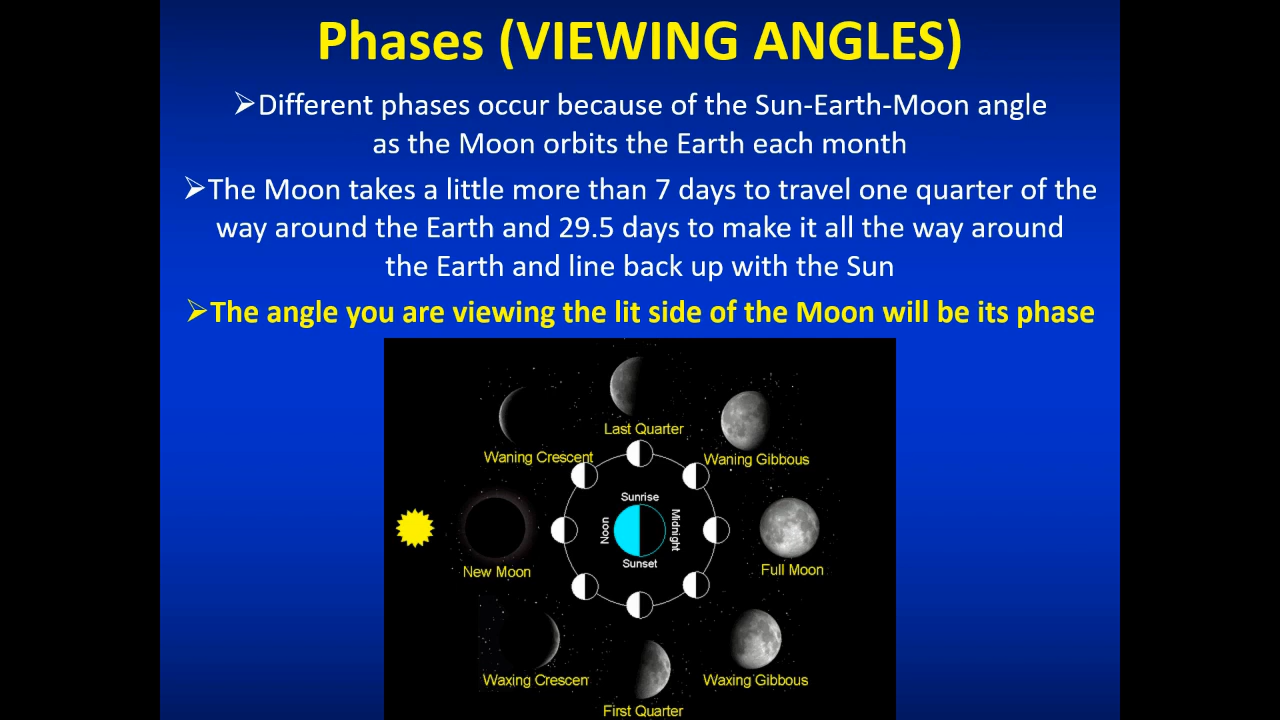 Phases (VIEWING ANGLES)
➢Different phases occur because of the Sun-Earth-Moon angle
as the Moon orbits the Earth each month
➢The Moon takes a little more than 7 days to travel one quarter of the
way around the Earth and 29.5 days to make it all the way around
the Earth and line back up with the Sun
➢The angle you are viewing the lit side of the Moon will be its phase
Last Quarter
Waning Crescent
Waning Gibbous
Sunrise
Noon
Midnight
Sunset
New Moon
Full Moon
Waxing Crescen
Waxing Gibbous
First Quarter